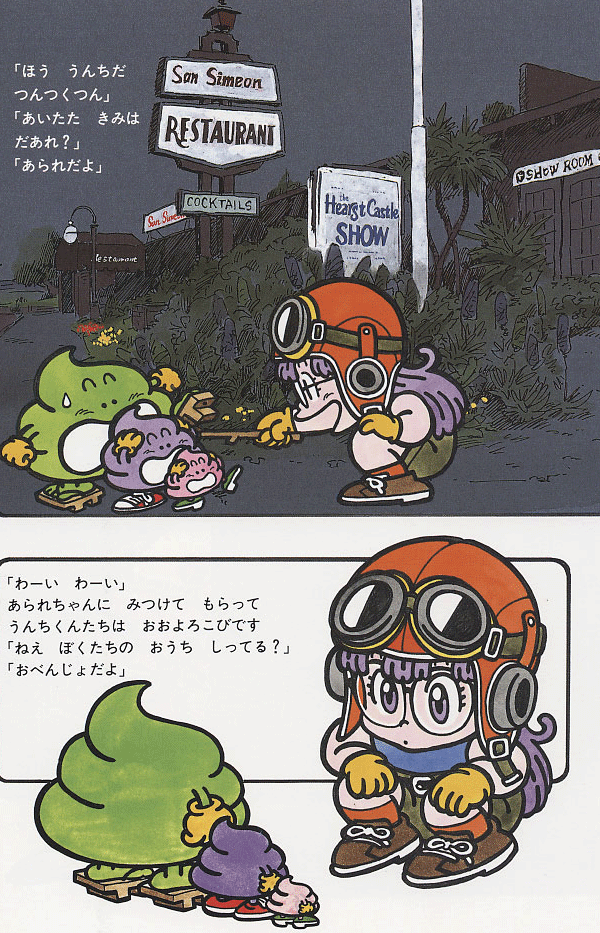 「ほう　うんちだ
つんつくつん」
「あいたた　きみは
だあれ？」
「あられだよ」
San Simeon
RESTAURANT
COCKTAILS
San Simeon
Restaurant
the
Hearst Castle
SHOW
SHOW ROOM
「わーい　わーい」
あられちゃんに　みつけて　もらって
うんちくんたちは　おおよろこびです
「ねえ　ぼくたちの　おうち　しってる？」
「おべんじょだよ」